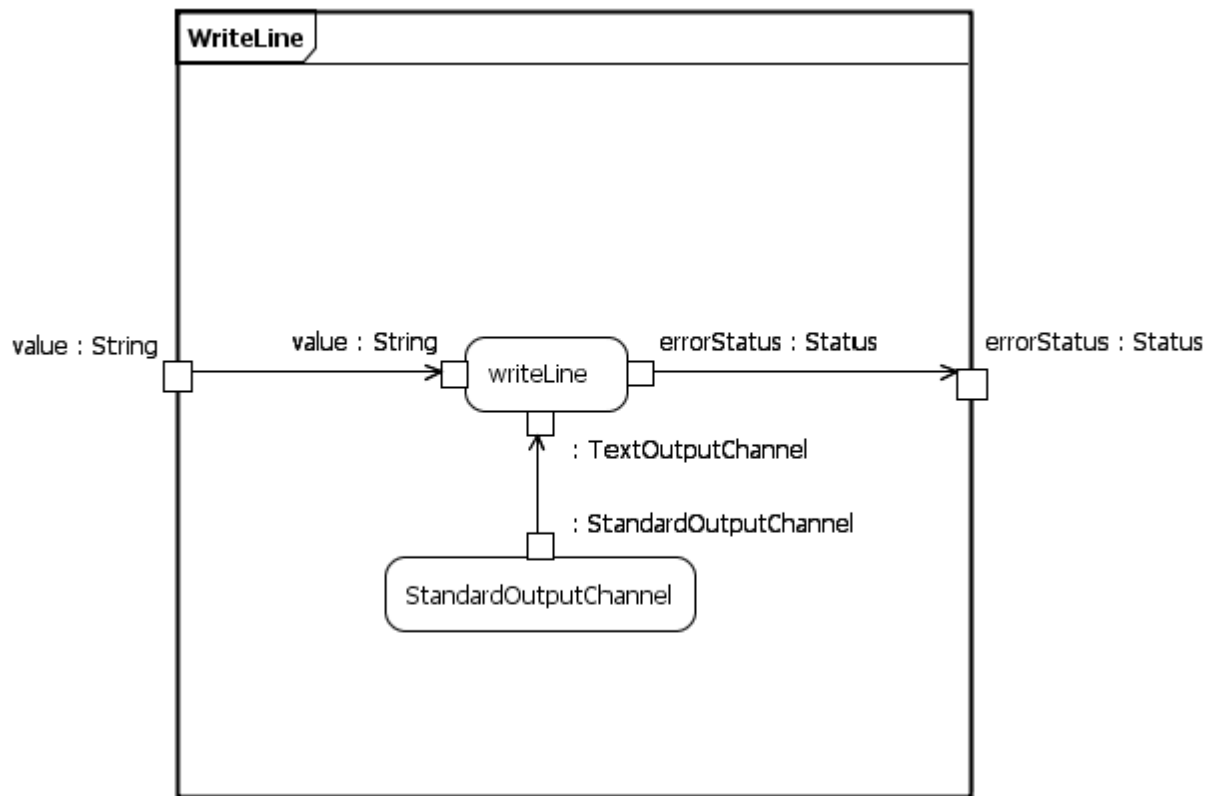 WriteLine
value : String
value : String
errorStatus : Status
errorStatus : Status
writeLine
: TextOutputChannel
: StandardOutputChannel
StandardOutputChannel